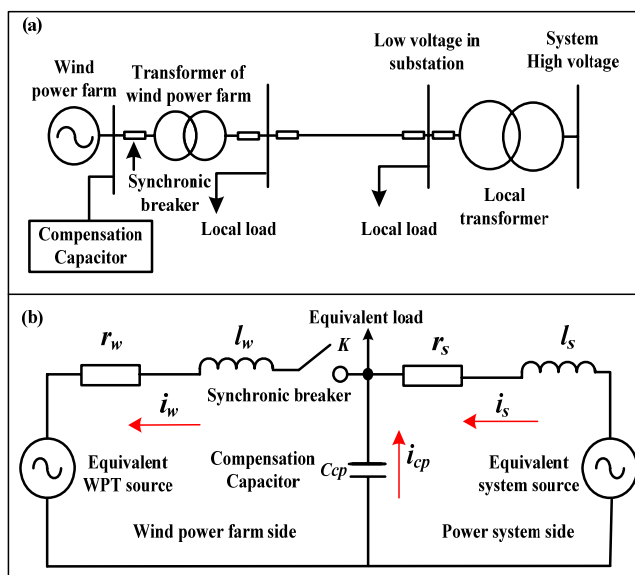 (a)
Wind
power farm
Transformer of
wind power farm
Low voltage in
substation
System
High voltage
Synchronic
breaker
Local load
Local load
Local
transformer
Compensation
Capacitor
(b)
Equivalent load
rw
lw
K
rs
ls
Synchronic breaker
iw
is
Equivalent
WPT source
Compensation
Capacitor
Ccp
icp
Equivalent
system source
Wind power farm side
Power system side